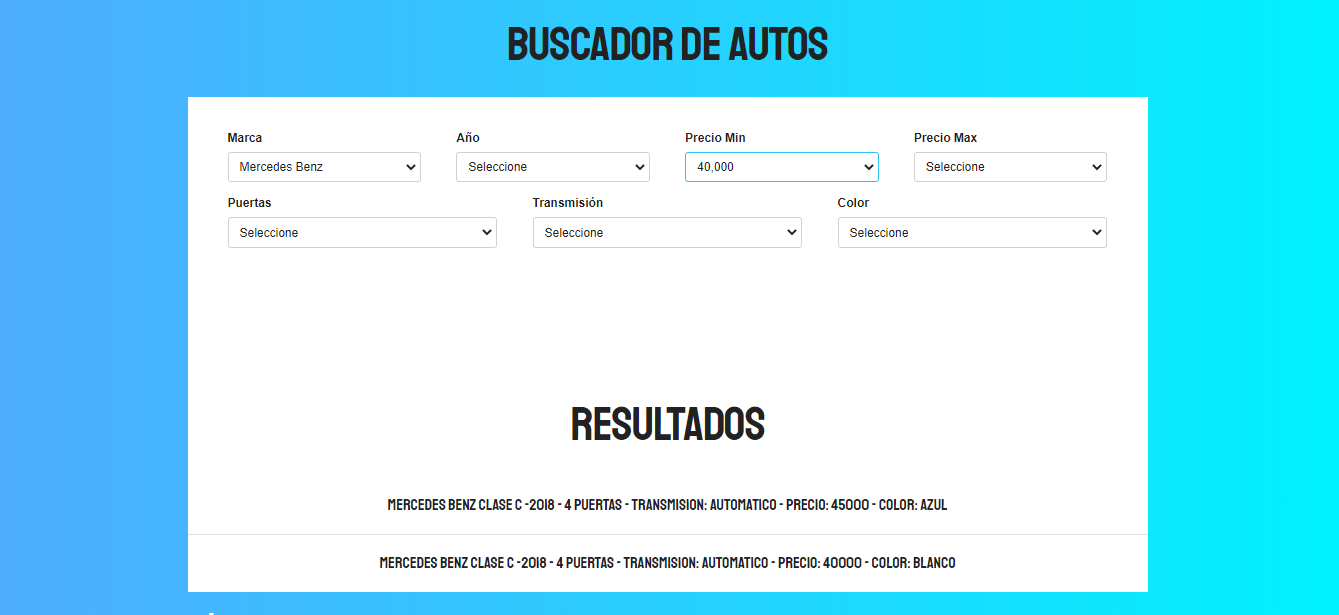 BUSCADOR DE AUTOS
Marca Año Precio Min Precio Max
Mercedes Benz Seleccione 40,000 Seleccione
Puertas Transmisión Color
Seleccione Seleccione Seleccione
RESULTADOS
MERCEDES BENZ CLASE C -2018 - 4 PUERTAS - TRANSMISION: AUTOMATICO - PRECIO: 45000 - COLOR: AZUL
MERCEDES BENZ CLASE C -2018 - 4 PUERTAS - TRANSMISION: AUTOMATICO - PRECIO: 40000 - COLOR: BLANCO